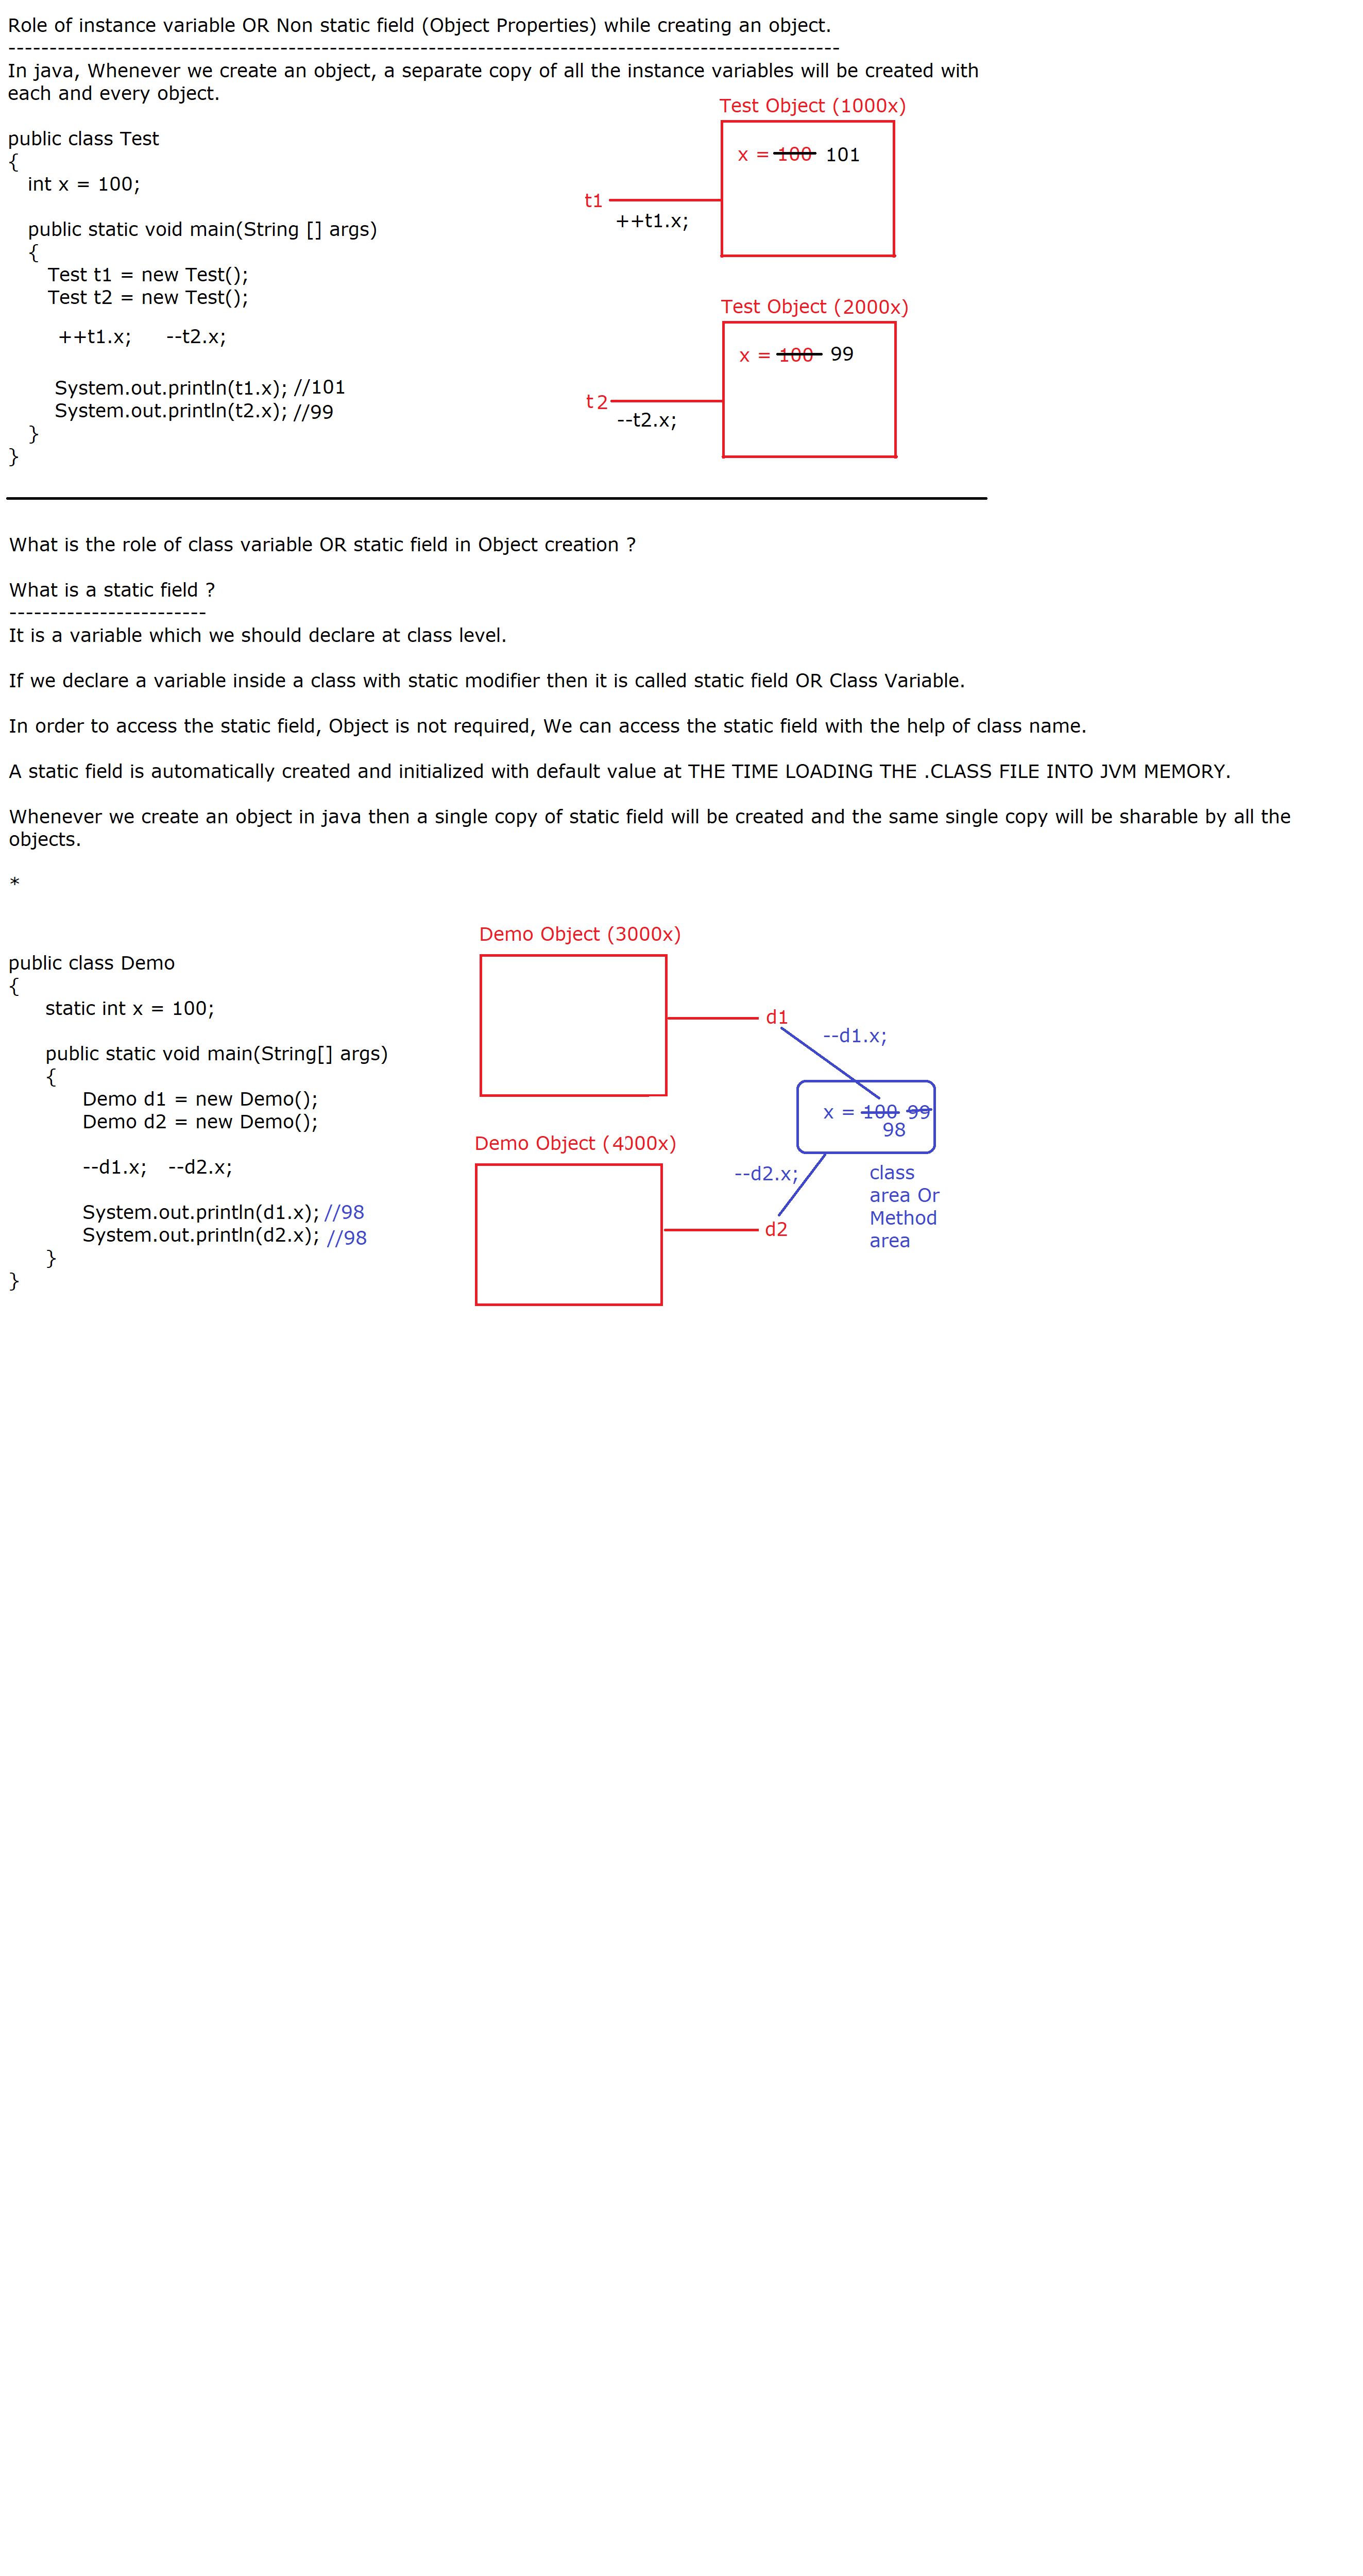 Role of instance variable OR Non static field (Object Properties) while creating an object.
-----------------------------------------------------------------------------------------------------
In java, Whenever we create an object, a separate copy of all the instance variables will be created with
each and every object.
Test Object (1000x)
public class Test
{
int x = 100;
x = 100 101
t1
++t1.x;
public static void main(String [] args)
{
Test t1 = new Test();
Test t2 = new Test();
Test Object (2000x)
++t1.x; --t2.x;
x = 100 99
System.out.println(t1.x); //101
System.out.println(t2.x); //99
t2
--t2.x;
}
}
What is the role of class variable OR static field in Object creation ?
What is a static field ?
------------------------
It is a variable which we should declare at class level.
If we declare a variable inside a class with static modifier then it is called static field OR Class Variable.
In order to access the static field, Object is not required, We can access the static field with the help of class name.
A static field is automatically created and initialized with default value at THE TIME LOADING THE .CLASS FILE INTO JVM MEMORY.
Whenever we create an object in java then a single copy of static field will be created and the same single copy will be sharable by all the
objects.
*
Demo Object (3000x)
public class Demo
{
static int x = 100;
d1
--d1.x;
public static void main(String[] args)
{
Demo d1 = new Demo();
Demo d2 = new Demo();
x = 100 99
98
Demo Object (4000x)
--d1.x; --d2.x;
--d2.x;
class
area Or
Method
area
System.out.println(d1.x); //98
System.out.println(d2.x); //98
d2
}
}